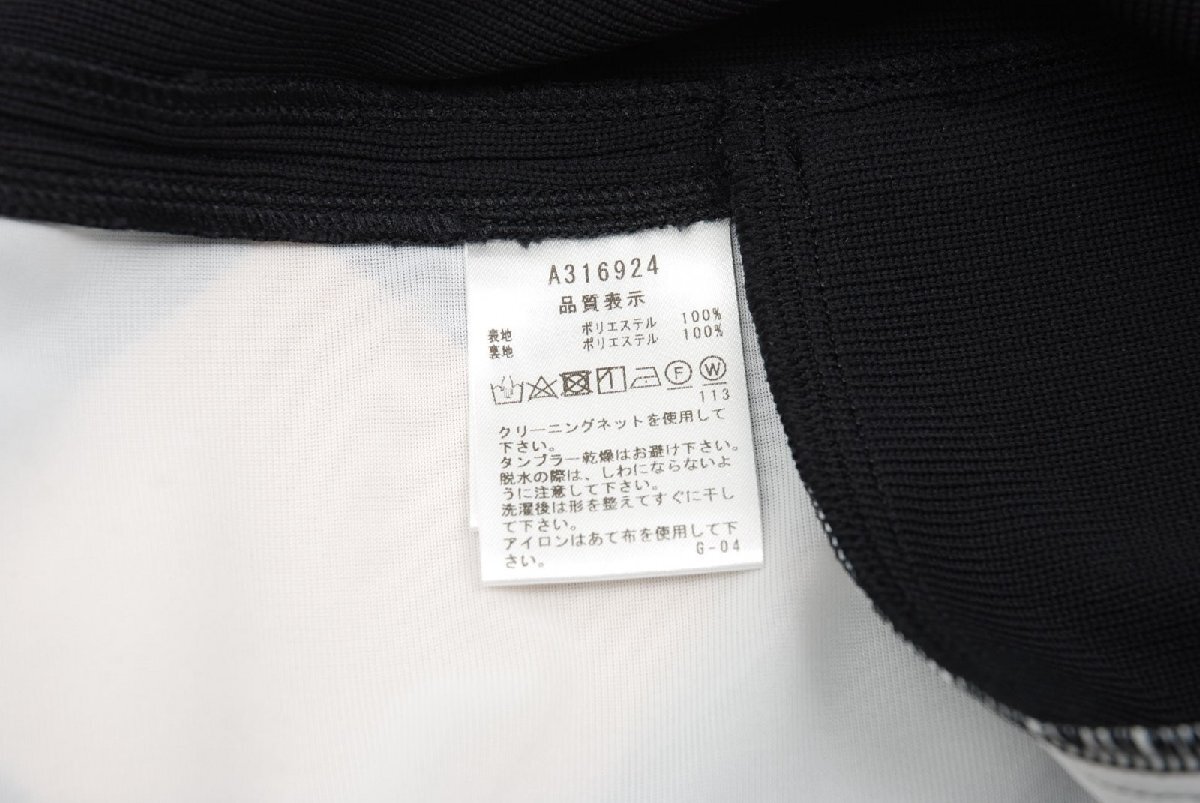 A316924
品質表示
表地 ポリエステル 100%
裏地 ポリエステル 100%
F W
113
クリーニングネットを使用して
下さい。
タンブラー乾燥はお避け下さい。
脱水の際は、しわにならないよ
うに注意して下さい。
洗濯後は形を整えてすぐに干し
て下さい。
アイロンはあて布を使用して下
さい。
G-04